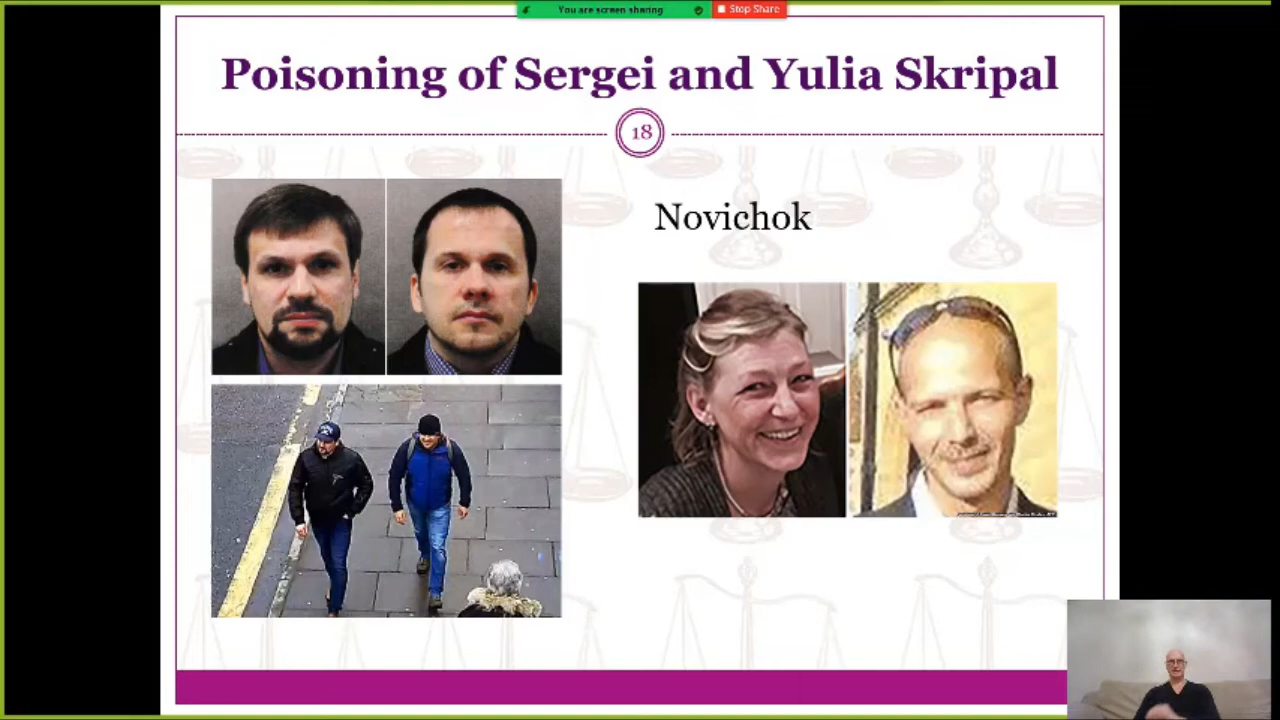 You are screen sharing
Stop Share
Poisoning of Sergei and Yulia Skripal
18
Novichok